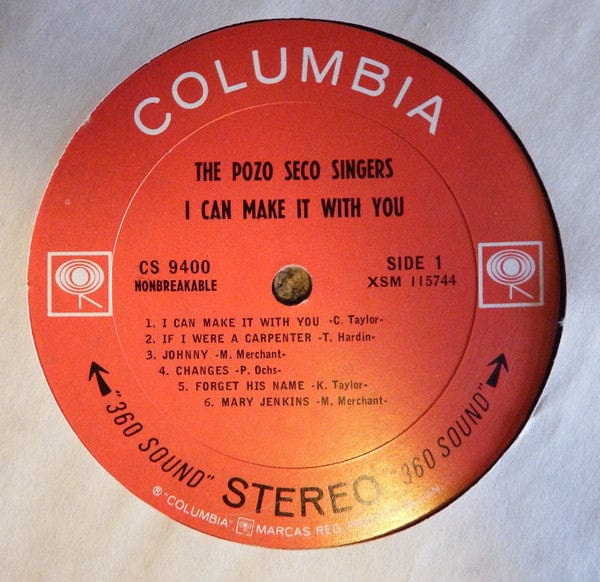 COLUMBIA
THE POZO SECO SINGERS
I CAN MAKE IT WITH YOU
CS 9400
NONBREAKABLE
SIDE 1
XSM 115744
1. I CAN MAKE IT WITH YOU -C. Taylor-
2. IF I WERE A CARPENTER -T. Hardin-
3. JOHNNY -M. Merchant-
4. CHANGES -P. Ochs-
5. FORGET HIS NAME -K. Taylor-
6. MARY JENKINS -M. Merchant-
"360 SOUND" STEREO "360 SOUND"
® "COLUMBIA", MARCAS REG.